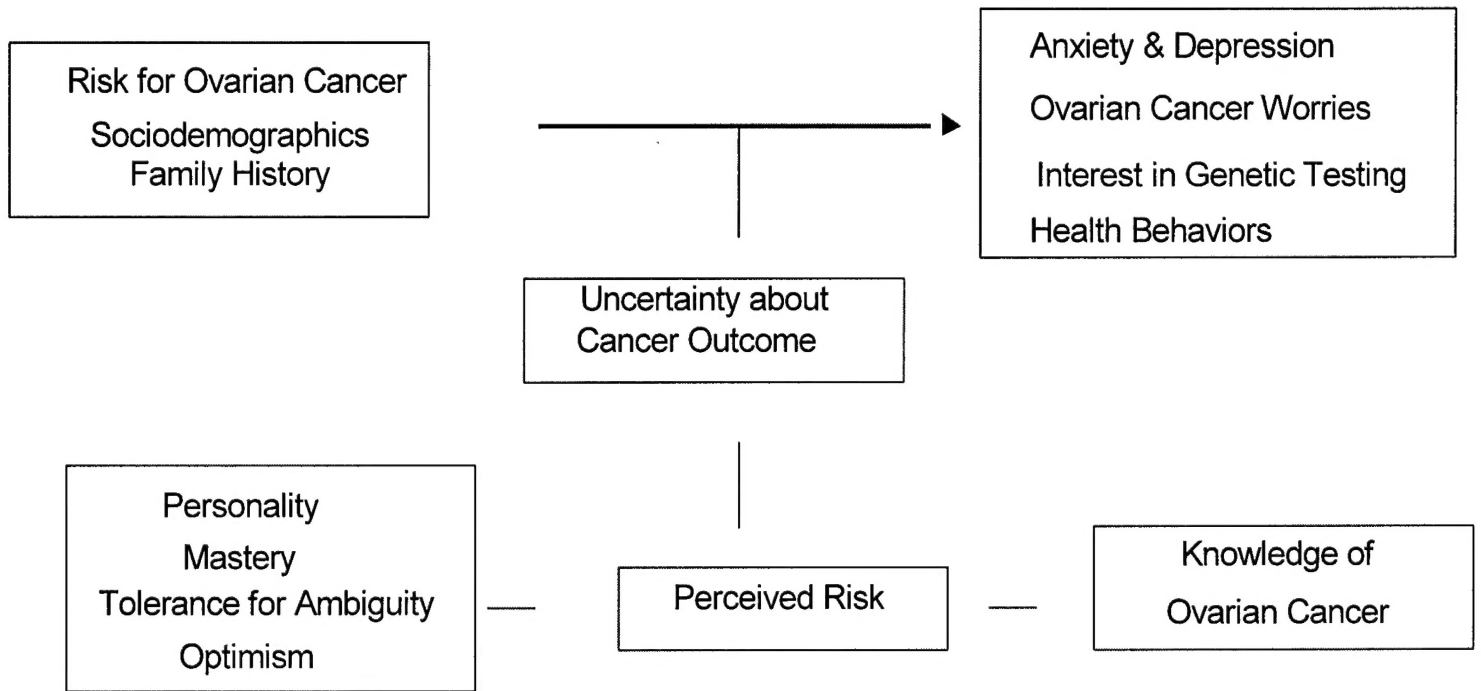 Risk for Ovarian Cancer
Sociodemographics
Family History
Anxiety & Depression
Ovarian Cancer Worries
Interest in Genetic Testing
Health Behaviors
Uncertainty about
Cancer Outcome
Personality
Mastery
Tolerance for Ambiguity
Optimism
Perceived Risk
Knowledge of
Ovarian Cancer